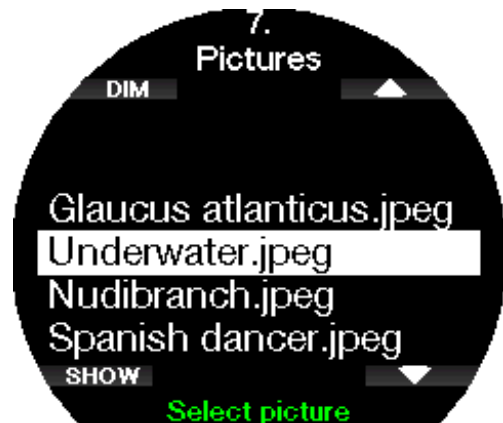 7.
Pictures
DIM
Glaucus atlanticus.jpeg
Underwater.jpeg
Nudibranch.jpeg
Spanish dancer.jpeg
SHOW
Select picture